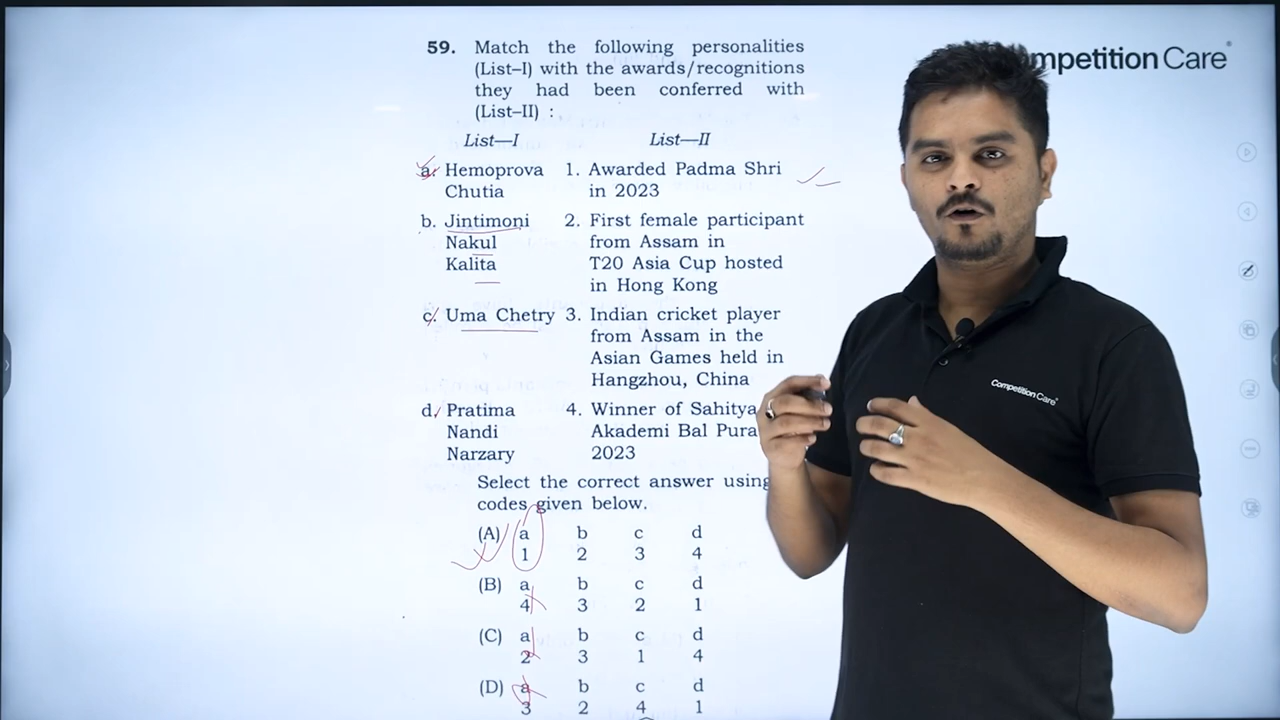 mpetition Care
59. Match the following personalities
(List–I) with the awards/recognitions
they had been conferred with
(List–II) :
List—I List—II
a. Hemoprova 1. Awarded Padma Shri
Chutia in 2023
b. Jintimoni 2. First female participant
Nakul from Assam in
Kalita T20 Asia Cup hosted
in Hong Kong
c. Uma Chetry 3. Indian cricket player
from Assam in the
Asian Games held in
Hangzhou, China
d. Pratima 4. Winner of Sahitya
Nandi Akademi Bal Pura
Narzary 2023
Select the correct answer using
codes given below.
(A) a b c d
1 2 3 4
(B) a b c d
4 3 2 1
(C) a b c d
2 3 1 4
(D) a b c d
3 2 4 1
Competition Care